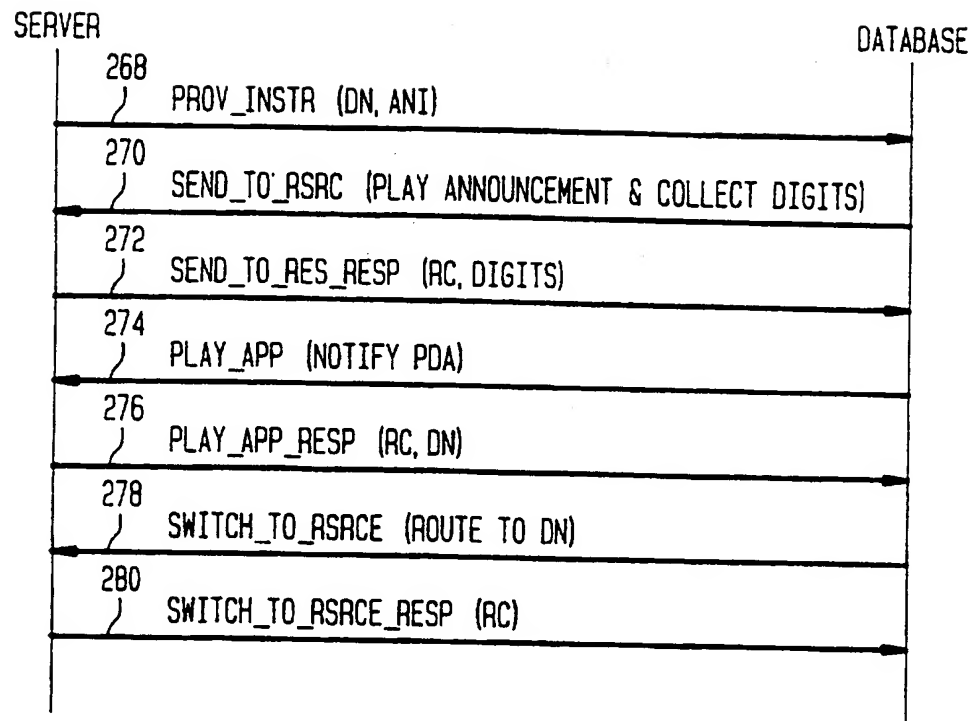 SERVER
DATABASE
268
PROV_INSTR (DN, ANI)
270
SEND_TO_RSRC (PLAY ANNOUNCEMENT & COLLECT DIGITS)
272
SEND_TO_RES_RESP (RC, DIGITS)
274
PLAY_APP (NOTIFY PDA)
276
PLAY_APP_RESP (RC, DN)
278
SWITCH_TO_RSRCE (ROUTE TO DN)
280
SWITCH_TO_RSRCE_RESP (RC)